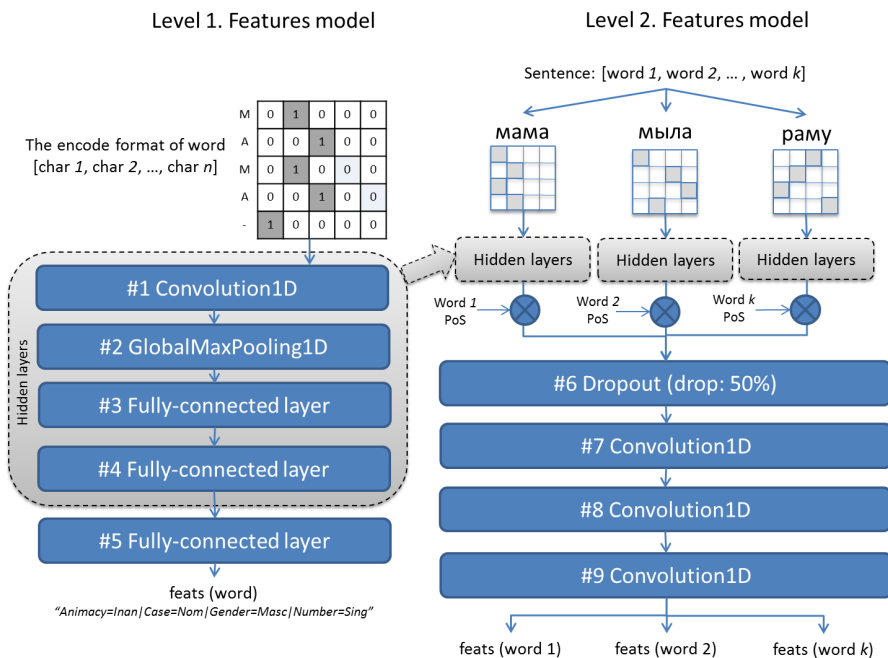 Level 1. Features model
The encode format of word
[char 1, char 2, ..., char n]
M 0 1 0 0 0
A 0 0 1 0 0
M 0 1 0 0 0
A 0 0 1 0 0
- 1 0 0 0 0
Hidden layers
#1 Convolution1D
#2 GlobalMaxPooling1D
#3 Fully-connected layer
#4 Fully-connected layer
#5 Fully-connected layer
feats (word)
“Animacy=Inan|Case=Nom|Gender=Masc|Number=Sing”
Level 2. Features model
Sentence: [word 1, word 2, ... , word k]
мама мыла раму
Hidden layers Hidden layers Hidden layers
Word 1 Word 2 Word k
PoS PoS PoS
#6 Dropout (drop: 50%)
#7 Convolution1D
#8 Convolution1D
#9 Convolution1D
feats (word 1) feats (word 2) feats (word k)